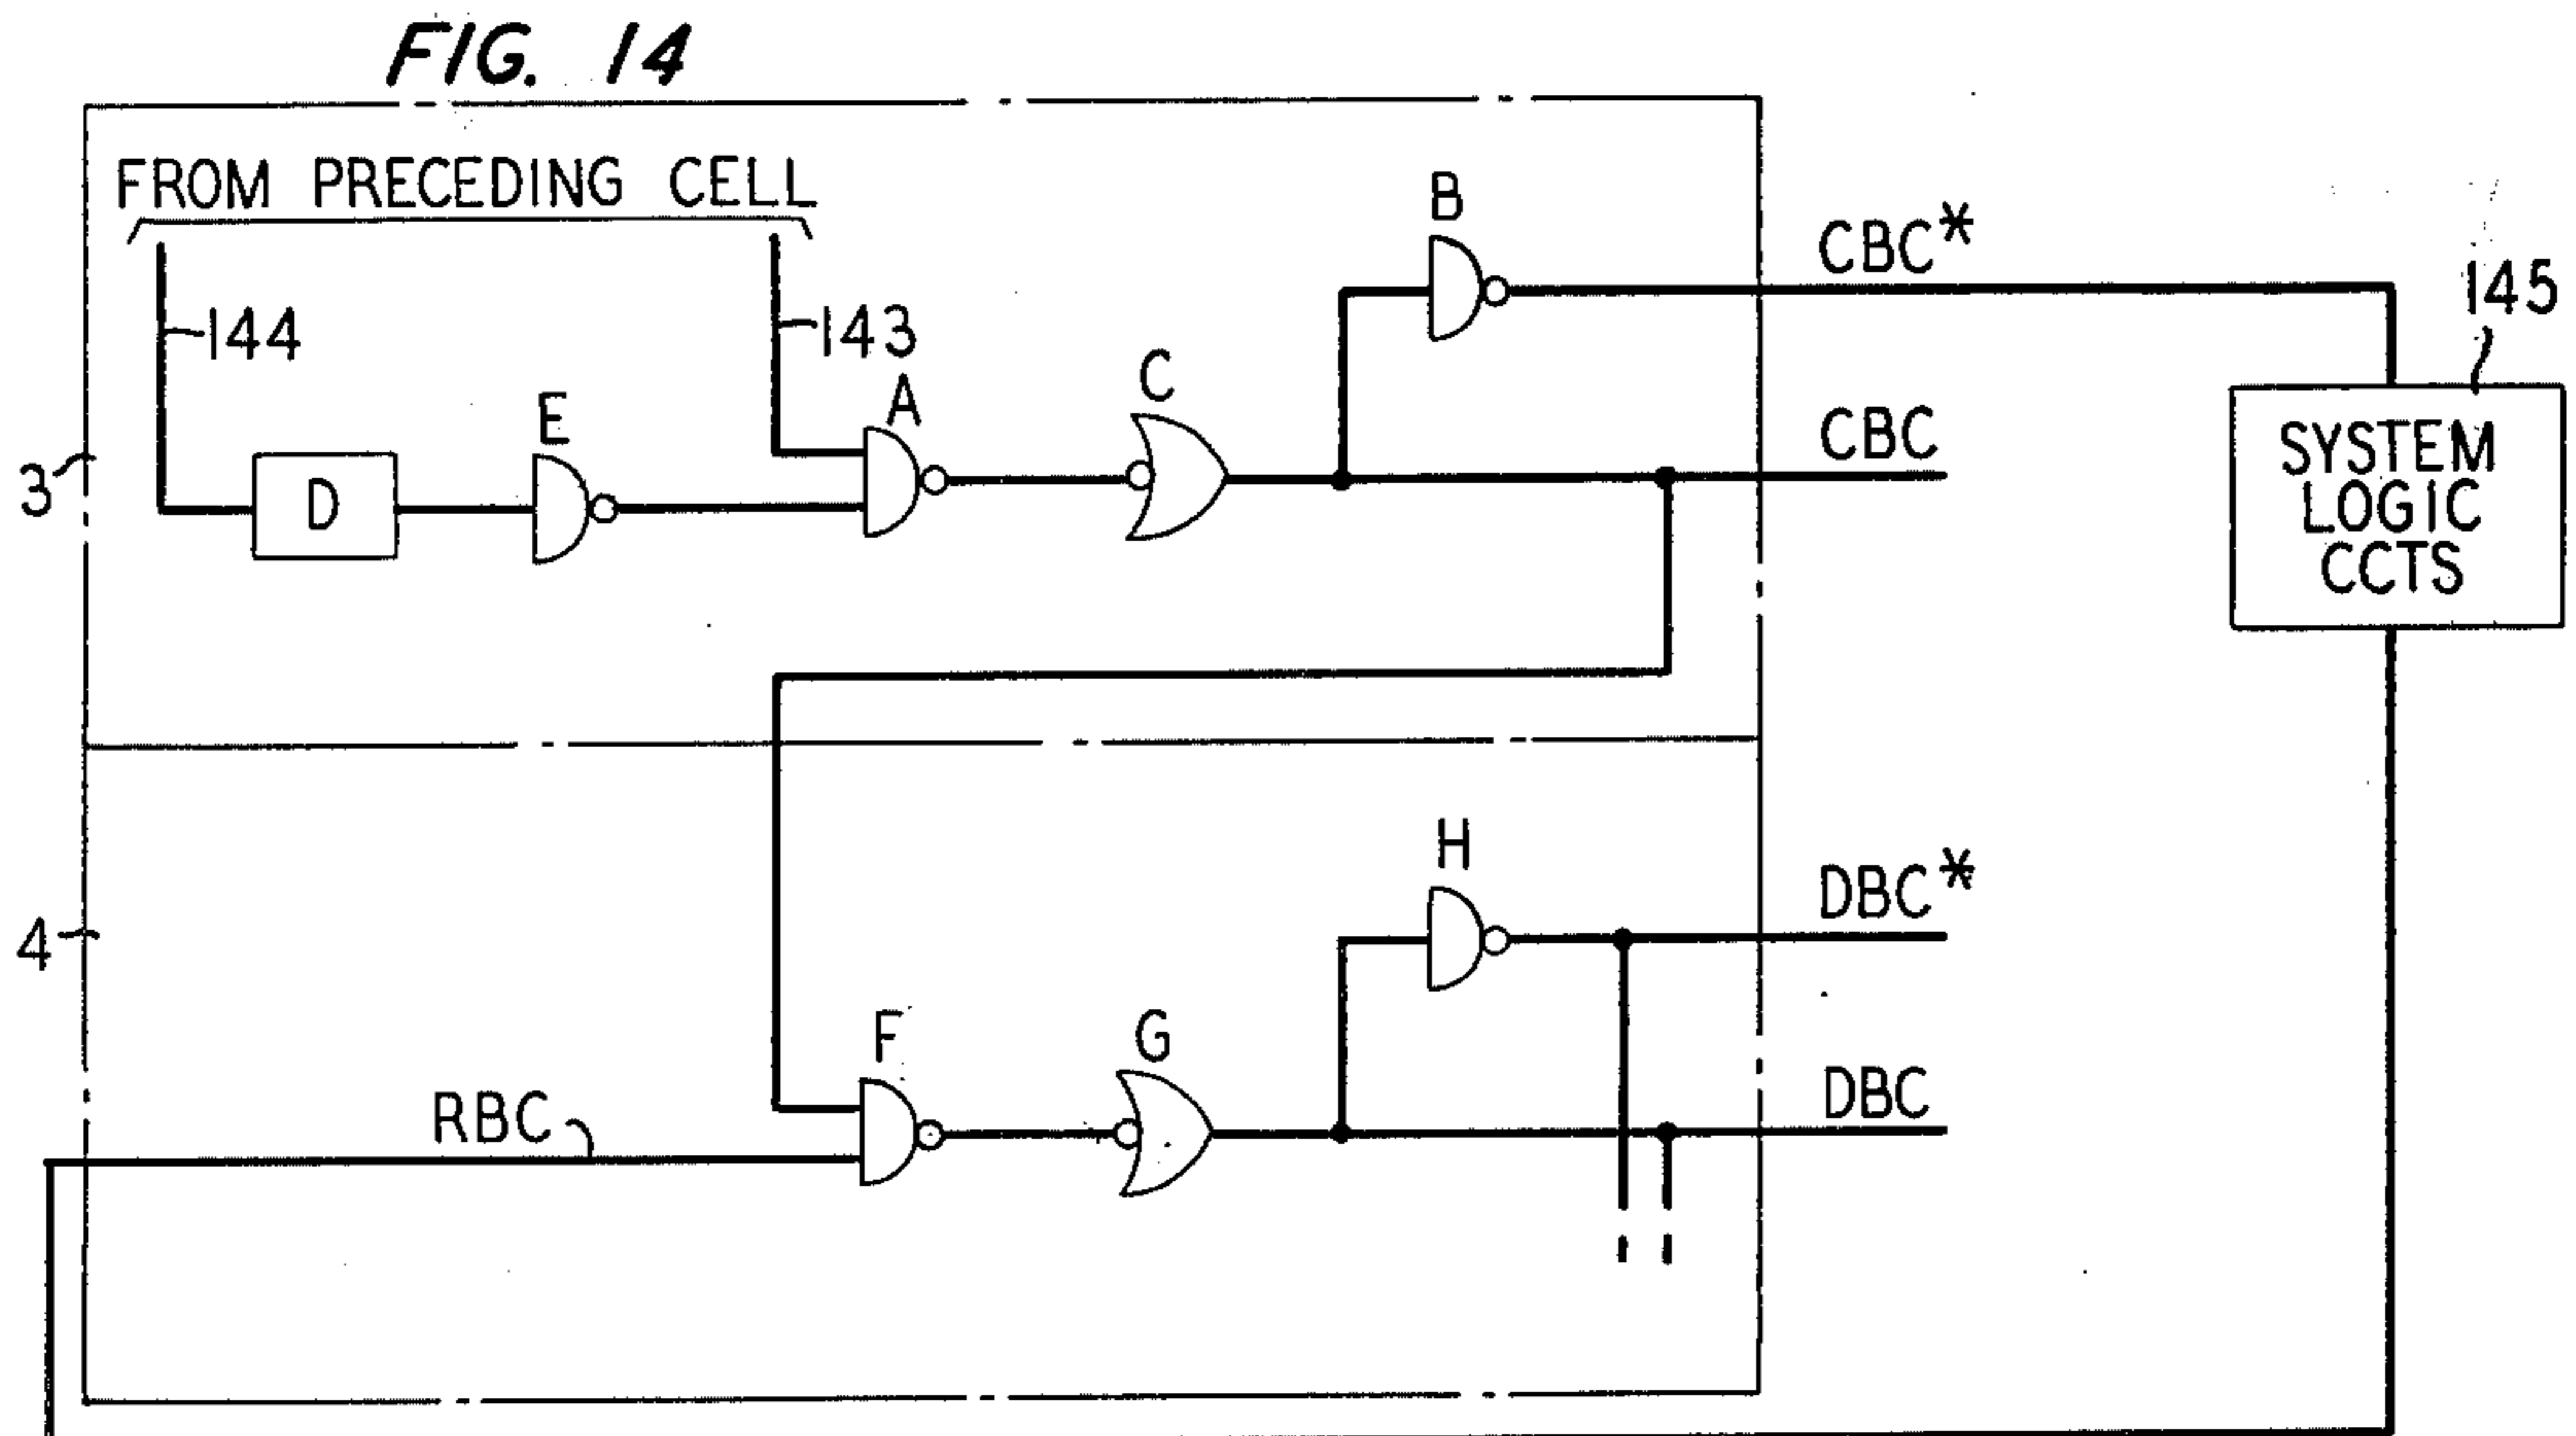 FIG. 14
FROM PRECEDING CELL
B
CBC*
145
144
143
C
A
E
CBC
SYSTEM
LOGIC
CCTS
3
D
H
DBC*
4
F
G
DBC
RBC